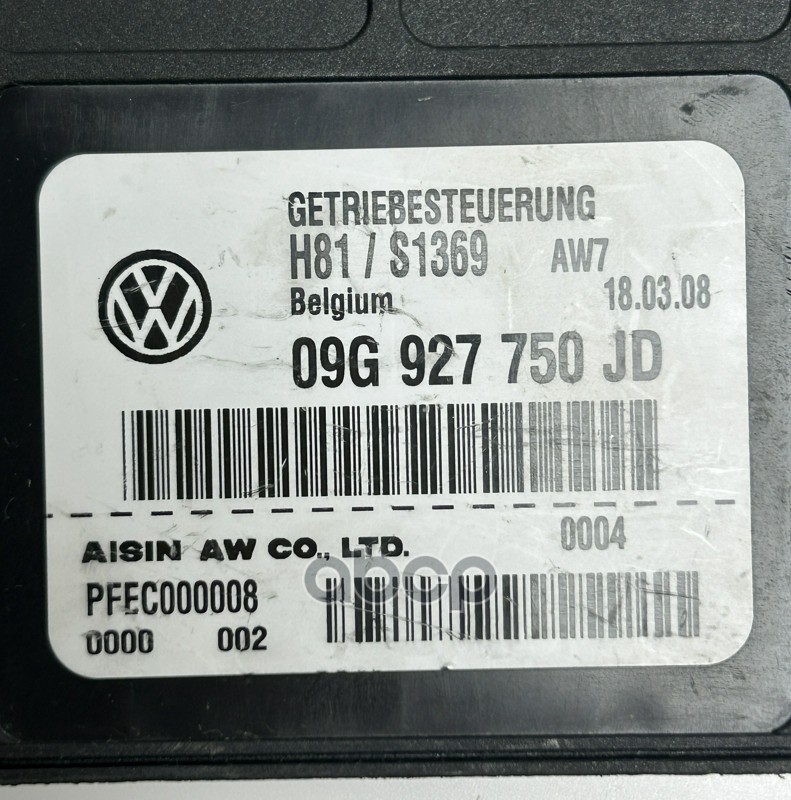 GETRIEBESTEUERUNG
H81 / S1369 AW7
Belgium 18.03.08
09G 927 750 JD
0004
AISIN AW CO., LTD.
abcp
PFEC000008
0000 002